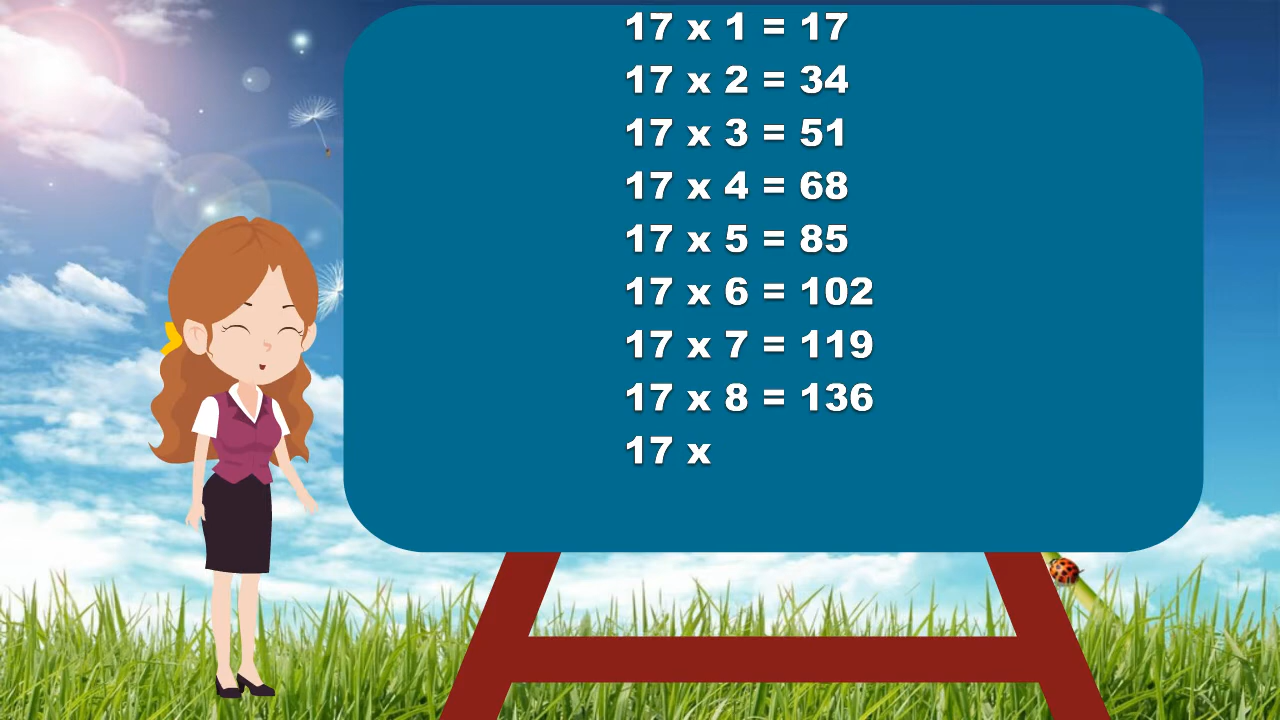 17 x 1 = 17
17 x 2 = 34
17 x 3 = 51
17 x 4 = 68
17 x 5 = 85
17 x 6 = 102
17 x 7 = 119
17 x 8 = 136
17 x